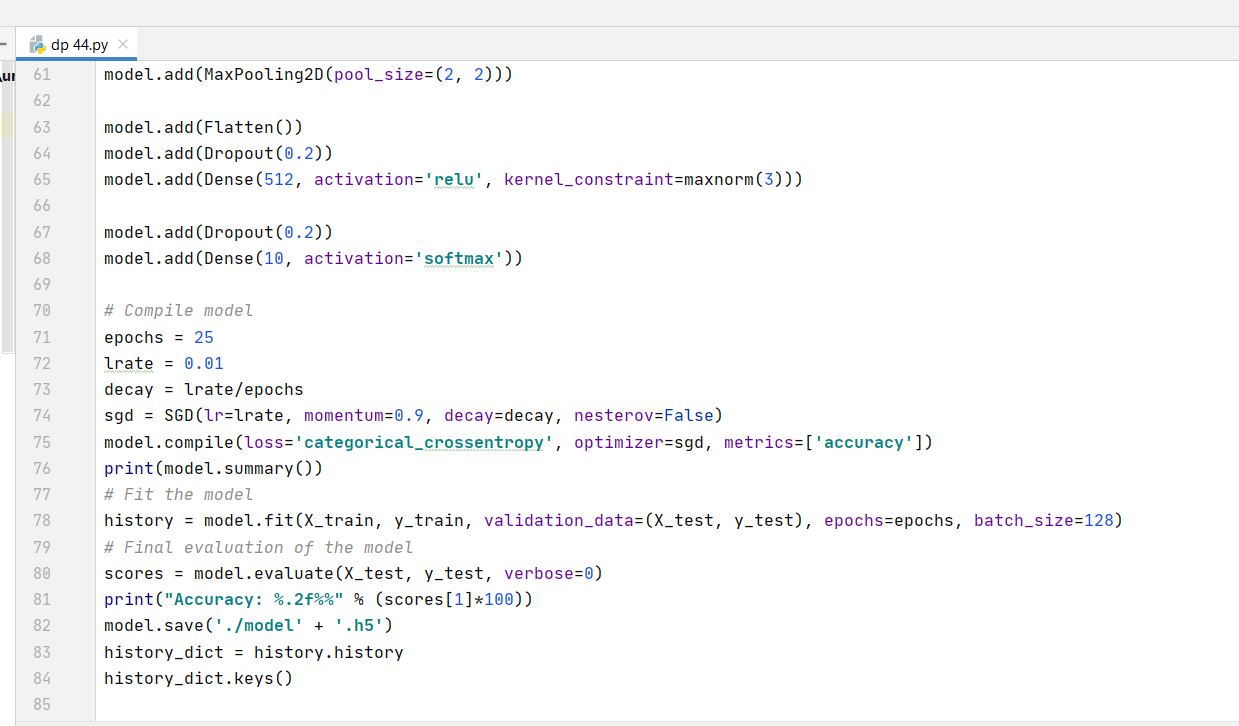 dp 44.py
61 model.add(MaxPooling2D(pool_size=(2, 2)))
62
63 model.add(Flatten())
64 model.add(Dropout(0.2))
65 model.add(Dense(512, activation='relu', kernel_constraint=maxnorm(3)))
66
67 model.add(Dropout(0.2))
68 model.add(Dense(10, activation='softmax'))
69
70 # Compile model
71 epochs = 25
72 lrate = 0.01
73 decay = lrate/epochs
74 sgd = SGD(lr=lrate, momentum=0.9, decay=decay, nesterov=False)
75 model.compile(loss='categorical_crossentropy', optimizer=sgd, metrics=['accuracy'])
76 print(model.summary())
77 # Fit the model
78 history = model.fit(X_train, y_train, validation_data=(X_test, y_test), epochs=epochs, batch_size=128)
79 # Final evaluation of the model
80 scores = model.evaluate(X_test, y_test, verbose=0)
81 print("Accuracy: %.2f%%" % (scores[1]*100))
82 model.save('./model' + '.h5')
83 history_dict = history.history
84 history_dict.keys()
85